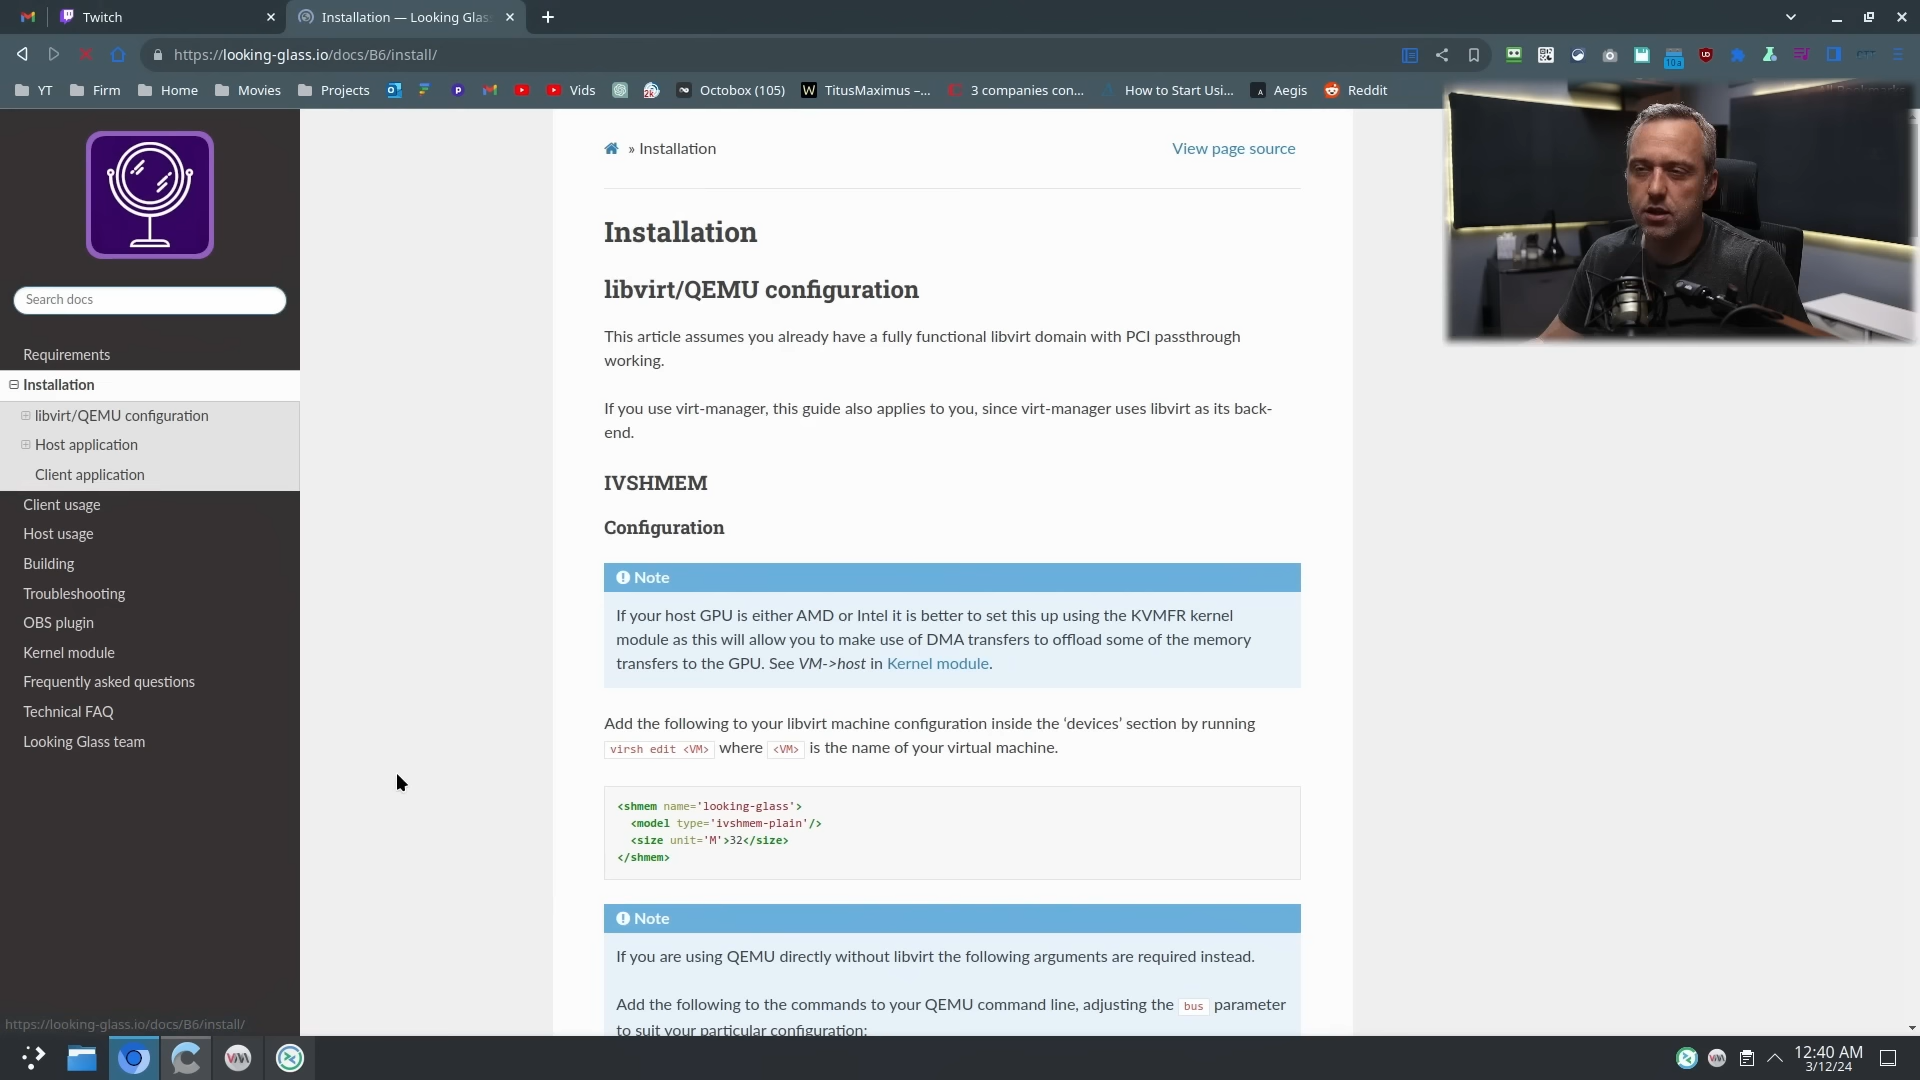 Twitch
Installation — Looking Glas
https://looking-glass.io/docs/B6/install/
10 a
YT
Firm
Home
Movies
Projects
Vids
Octobox (105)
TitusMaximus –...
3 companies con...
How to Start Usi...
Aegis
Reddit
Search docs
Requirements
Installation
libvirt/QEMU configuration
Host application
Client application
Client usage
Host usage
Building
Troubleshooting
OBS plugin
Kernel module
Frequently asked questions
Technical FAQ
Looking Glass team
https://looking-glass.io/docs/B6/install/
» Installation
View page source
Installation
libvirt/QEMU configuration
This article assumes you already have a fully functional libvirt domain with PCI passthrough
working.
If you use virt-manager, this guide also applies to you, since virt-manager uses libvirt as its back-
end.
IVSHMEM
Configuration
Note
If your host GPU is either AMD or Intel it is better to set this up using the KVMFR kernel
module as this will allow you to make use of DMA transfers to offload some of the memory
transfers to the GPU. See VM->host in Kernel module.
Add the following to your libvirt machine configuration inside the ‘devices’ section by running
virsh edit <VM> where <VM> is the name of your virtual machine.
<shmem name='looking-glass'>
<model type='ivshmem-plain'/>
<size unit='M'>32</size>
</shmem>
Note
If you are using QEMU directly without libvirt the following arguments are required instead.
Add the following to the commands to your QEMU command line, adjusting the bus parameter
to suit your particular configuration:
12:40 AM
3/12/24